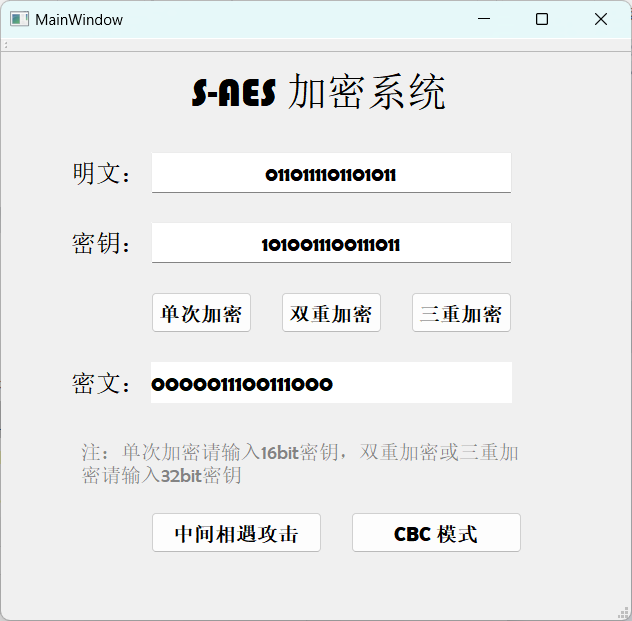 MainWindow
S-AES 加密系统
明文： 0110111101101011
密钥： 1010011100111011
单次加密 双重加密 三重加密
密文： 0000011100111000
注：单次加密请输入16bit密钥，双重加密或三重加
密请输入32bit密钥
中间相遇攻击 CBC 模式